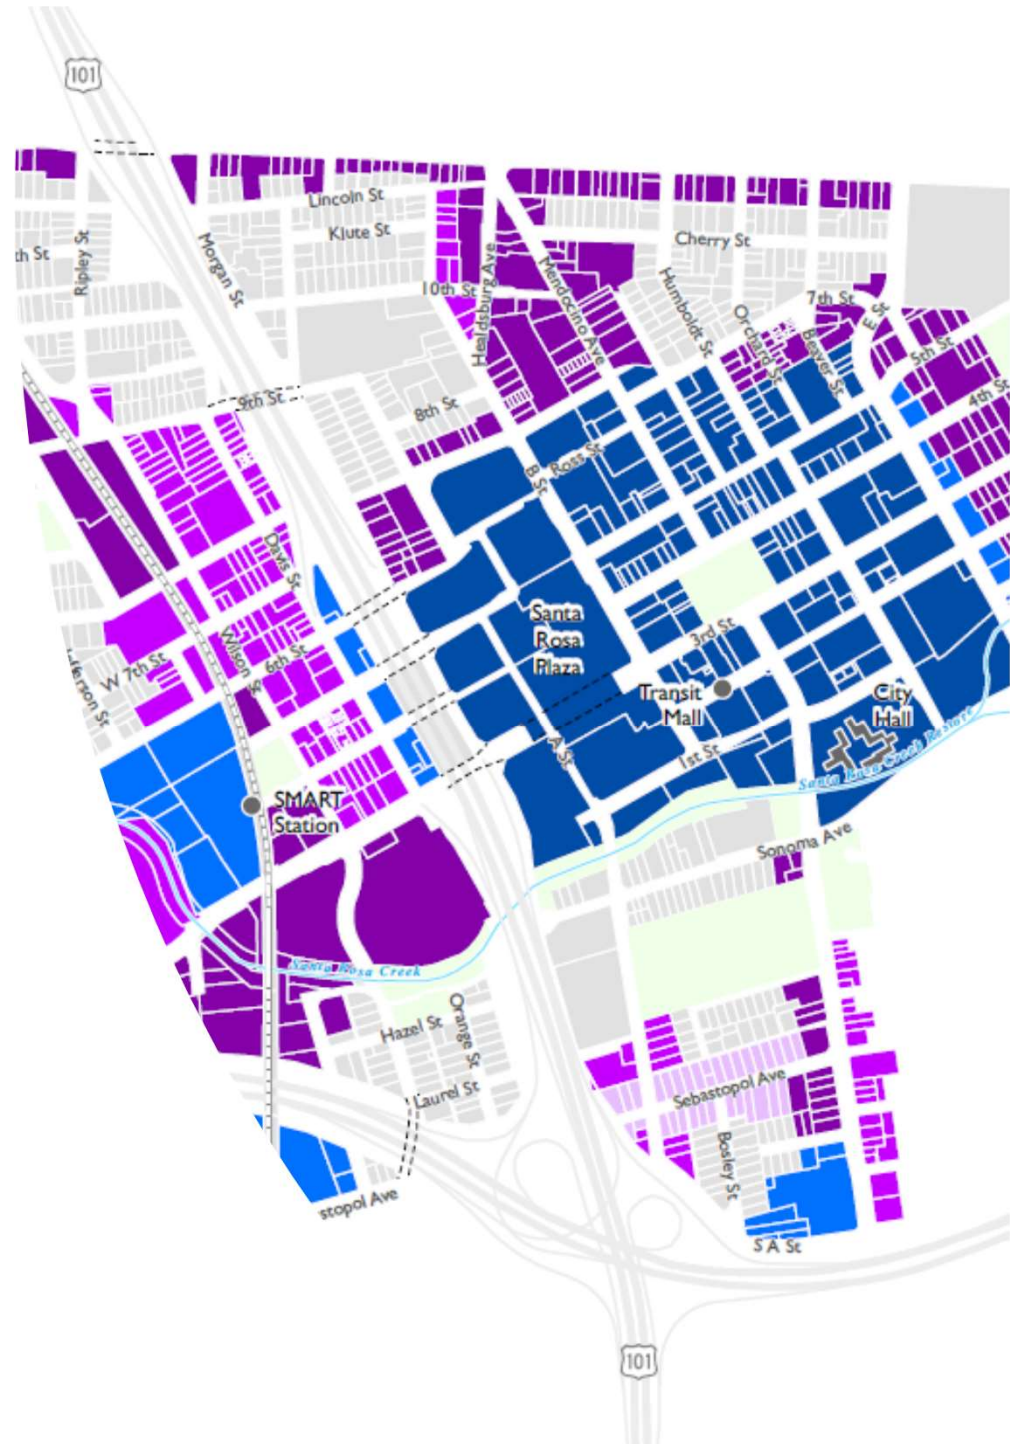 101
Lincoln St
Klute St
Cherry St
th St
Ripley St
Morgan St
10th St
Healdsburg Ave
Mendocino Ave
Humboldt St
Orchard St
7th St
Beaver St
E St
5th St
4th St
9th St
8th St
B St
Ross St
Davis St
Santa
Rosa
Plaza
3rd St
W 7th St
Wilson St
6th St
Transit
Mall
City
Hall
A St
1st St
Santa Rosa Creek
SMART
Station
Sonoma Ave
Santa Rosa Creek
Hazel St
Orange St
Laurel St
Sebastopol Ave
Bosley St
stopol Ave
S A St
101